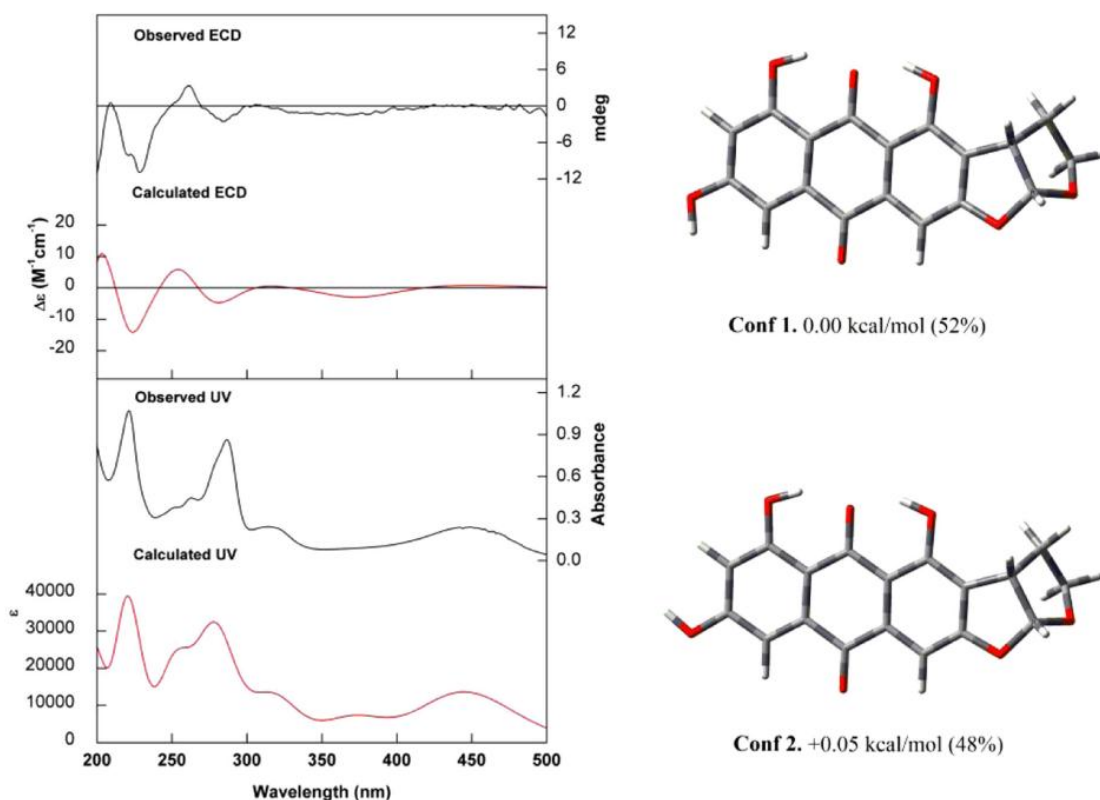 Observed ECD
12
6
0
-6
-12
mdeg
Calculated ECD
20
10
0
-10
-20
Δε (M⁻¹cm⁻¹)
Conf 1. 0.00 kcal/mol (52%)
Observed UV
1.2
0.9
0.6
0.3
0.0
Absorbance
Calculated UV
40000
30000
20000
10000
0
ε
200 250 300 350 400 450 500
Wavelength (nm)
Conf 2. +0.05 kcal/mol (48%)